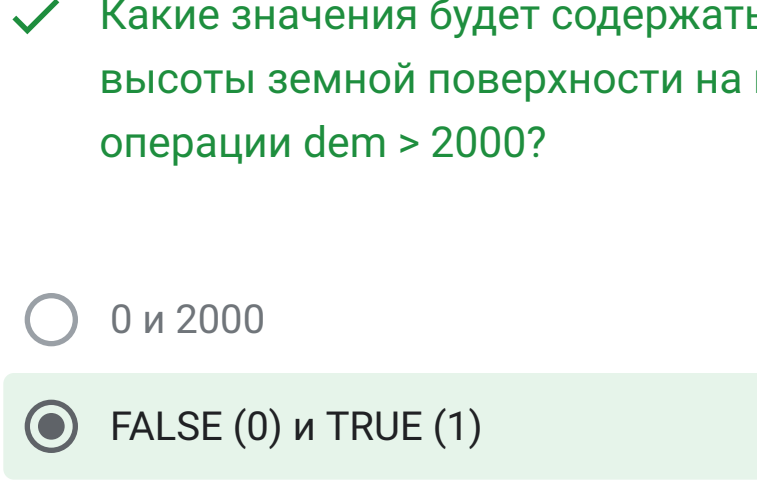 Какие значения будет содержать
высоты земной поверхности на
операции dem > 2000?
0 и 2000
FALSE (0) и TRUE (1)